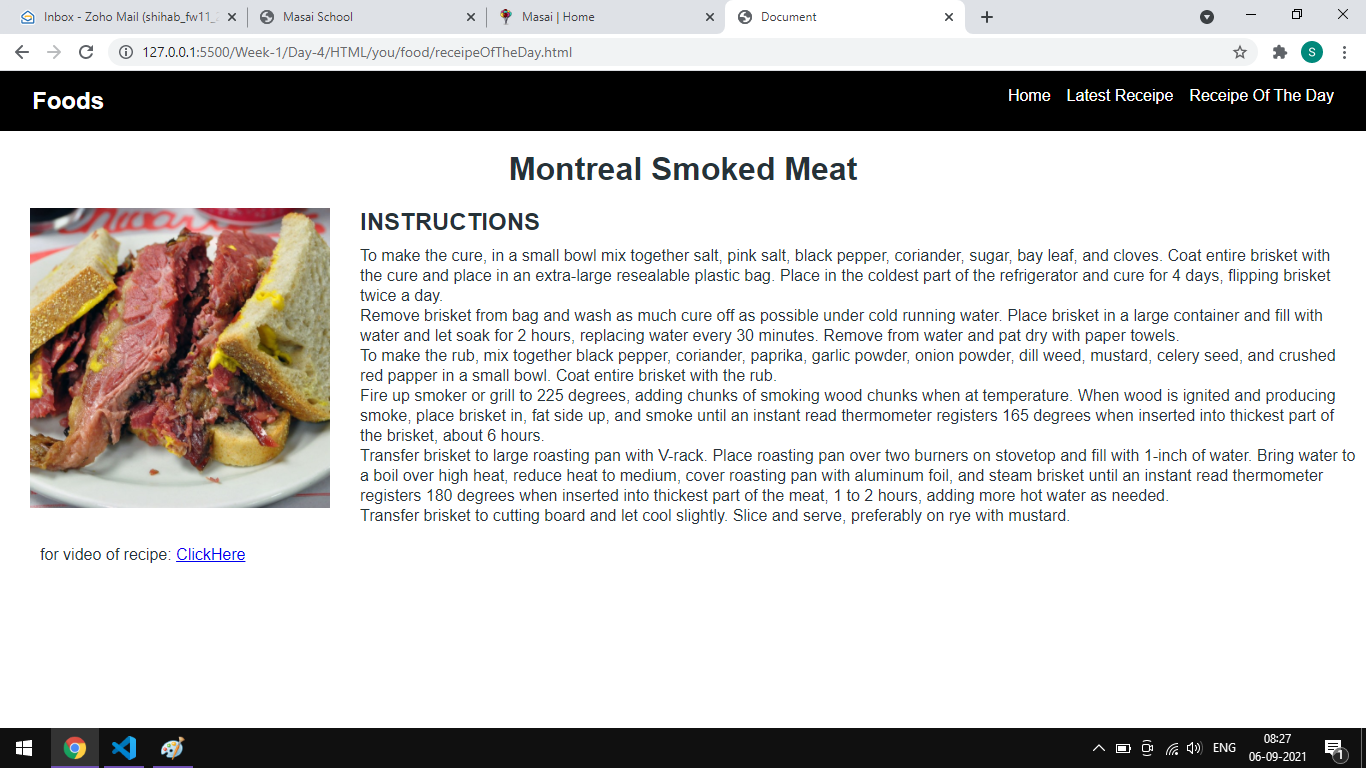 Inbox - Zoho Mail (shihab_fw11_
Masai School
Masai | Home
Document
127.0.0.1:5500/Week-1/Day-4/HTML/you/food/receipeOfTheDay.html
S
Foods
Home Latest Receipe Receipe Of The Day
Montreal Smoked Meat
INSTRUCTIONS
To make the cure, in a small bowl mix together salt, pink salt, black pepper, coriander, sugar, bay leaf, and cloves. Coat entire brisket with
the cure and place in an extra-large resealable plastic bag. Place in the coldest part of the refrigerator and cure for 4 days, flipping brisket
twice a day.
Remove brisket from bag and wash as much cure off as possible under cold running water. Place brisket in a large container and fill with
water and let soak for 2 hours, replacing water every 30 minutes. Remove from water and pat dry with paper towels.
To make the rub, mix together black pepper, coriander, paprika, garlic powder, onion powder, dill weed, mustard, celery seed, and crushed
red papper in a small bowl. Coat entire brisket with the rub.
Fire up smoker or grill to 225 degrees, adding chunks of smoking wood chunks when at temperature. When wood is ignited and producing
smoke, place brisket in, fat side up, and smoke until an instant read thermometer registers 165 degrees when inserted into thickest part of
the brisket, about 6 hours.
Transfer brisket to large roasting pan with V-rack. Place roasting pan over two burners on stovetop and fill with 1-inch of water. Bring water to
a boil over high heat, reduce heat to medium, cover roasting pan with aluminum foil, and steam brisket until an instant read thermometer
registers 180 degrees when inserted into thickest part of the meat, 1 to 2 hours, adding more hot water as needed.
Transfer brisket to cutting board and let cool slightly. Slice and serve, preferably on rye with mustard.
for video of recipe: ClickHere
ENG
08:27
06-09-2021
1